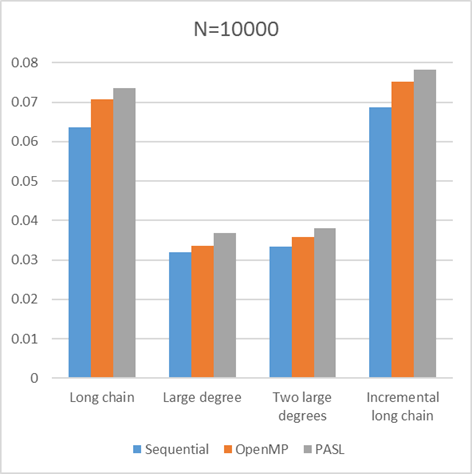 N=10000
0.08
0.07
0.06
0.05
0.04
0.03
0.02
0.01
0
Long chain
Large degree
Two large
degrees
Incremental
long chain
Sequential
OpenMP
PASL